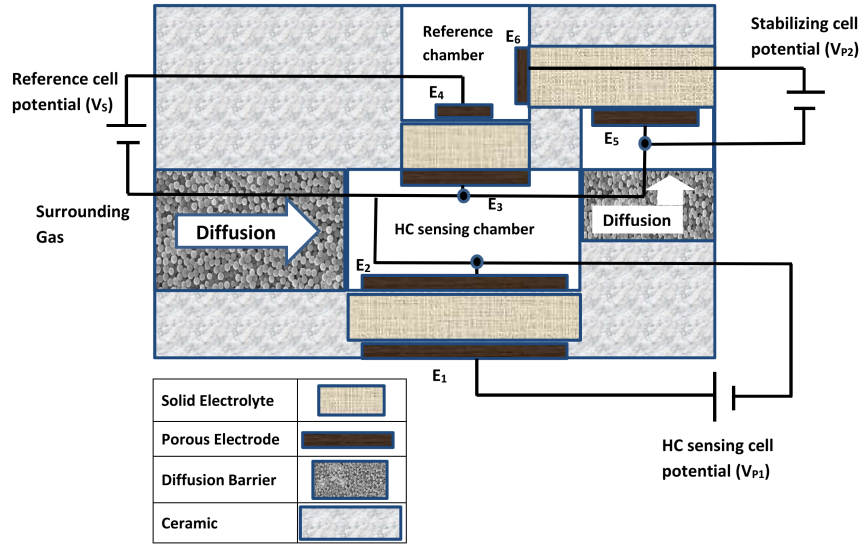 Reference
chamber
E6
Stabilizing cell
potential (VP2)
Reference cell
potential (VS)
E4
E5
E3
Surrounding
Gas
Diffusion
HC sensing chamber
Diffusion
E2
E1
HC sensing cell
potential (VP1)
Solid Electrolyte
Porous Electrode
Diffusion Barrier
Ceramic